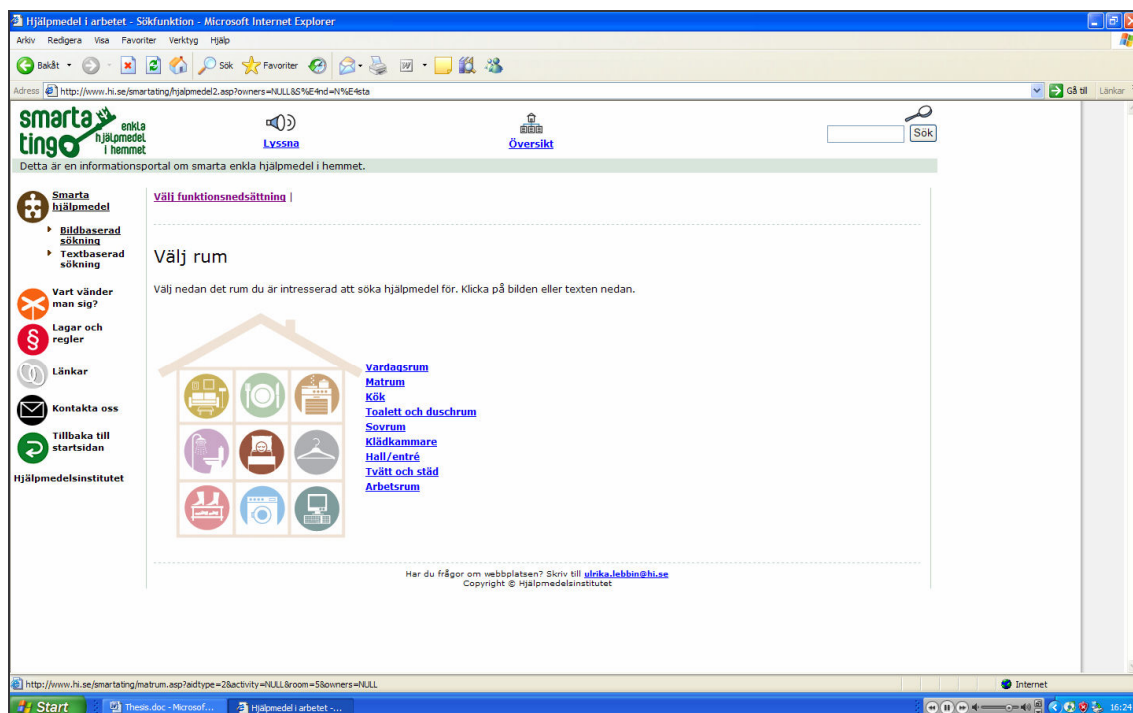 Hjälpmedel i arbetet - Sökfunktion - Microsoft Internet Explorer
Arkiv Redigera Visa Favoriter Verktyg Hjälp
Bakåt Sök Favoriter
Adress http://www.hi.se/smartating/hjalpmedel2.asp?owners=NULL&S%E4nd=N%E4sta Gå till Länkar
smarta
ting
enkla
hjälpmedel
i hemmet
Lyssna Översikt Sök
Detta är en informationsportal om smarta enkla hjälpmedel i hemmet.
Smarta
hjälpmedel
Bildbaserad
sökning
Textbaserad
sökning
Vart vänder
man sig?
Lagar och
regler
Länkar
Kontakta oss
Tillbaka till
startsidan
Hjälpmedelsinstitutet
Välj funktionsnedsättning |
Välj rum
Välj nedan det rum du är intresserad att söka hjälpmedel för. Klicka på bilden eller texten nedan.
Vardagsrum
Matrum
Kök
Toalett och duschrum
Sovrum
Klädkammare
Hall/entré
Tvätt och städ
Arbetsrum
Har du frågor om webbplatsen? Skriv till ulrika.lebbin@hi.se
Copyright © Hjälpmedelsinstitutet
http://www.hi.se/smartating/matrum.asp?aidtype=2&activity=NULL&room=5&owners=NULL Internet
Start Thesis.doc - Microsof... Hjälpmedel i arbetet -... 16:24